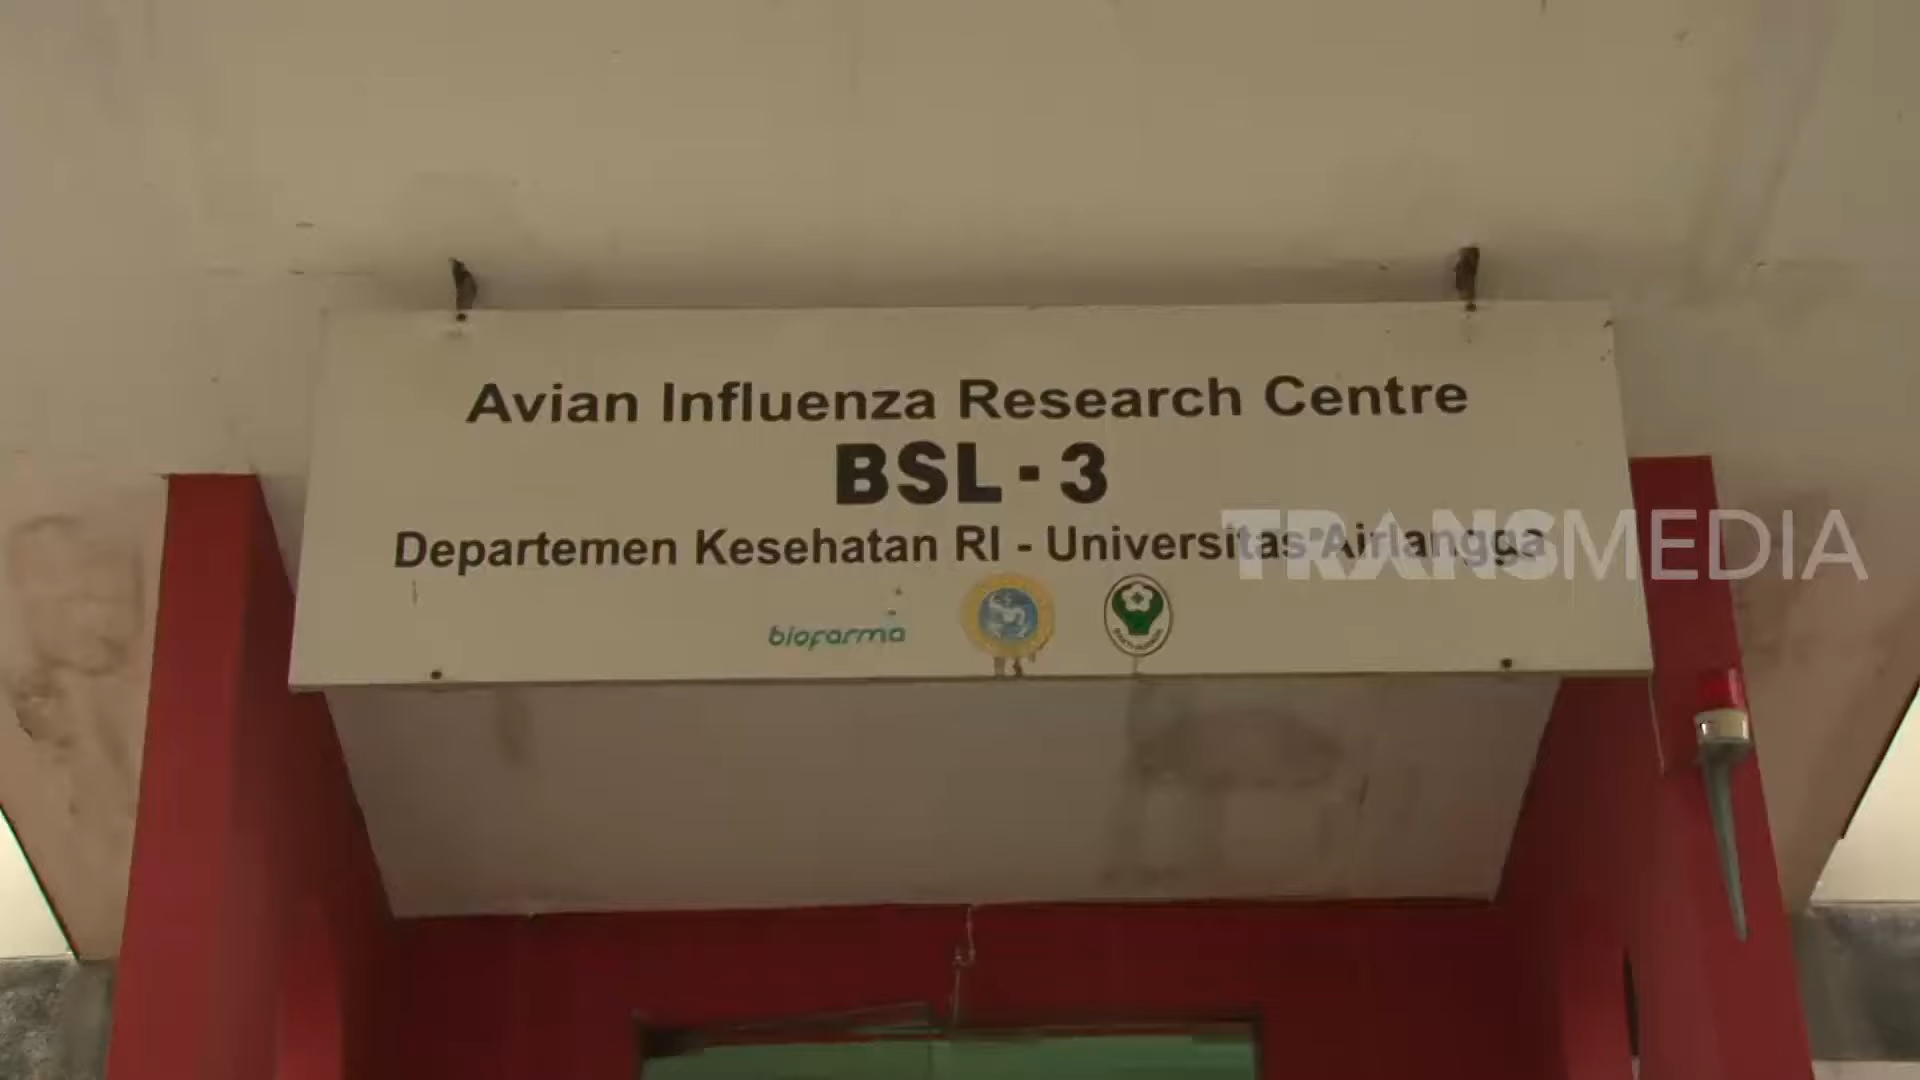 Avian Influenza Research Centre
BSL-3
Departemen Kesehatan RI - Universitas Airlangga
TRANSMEDIA
biofarma